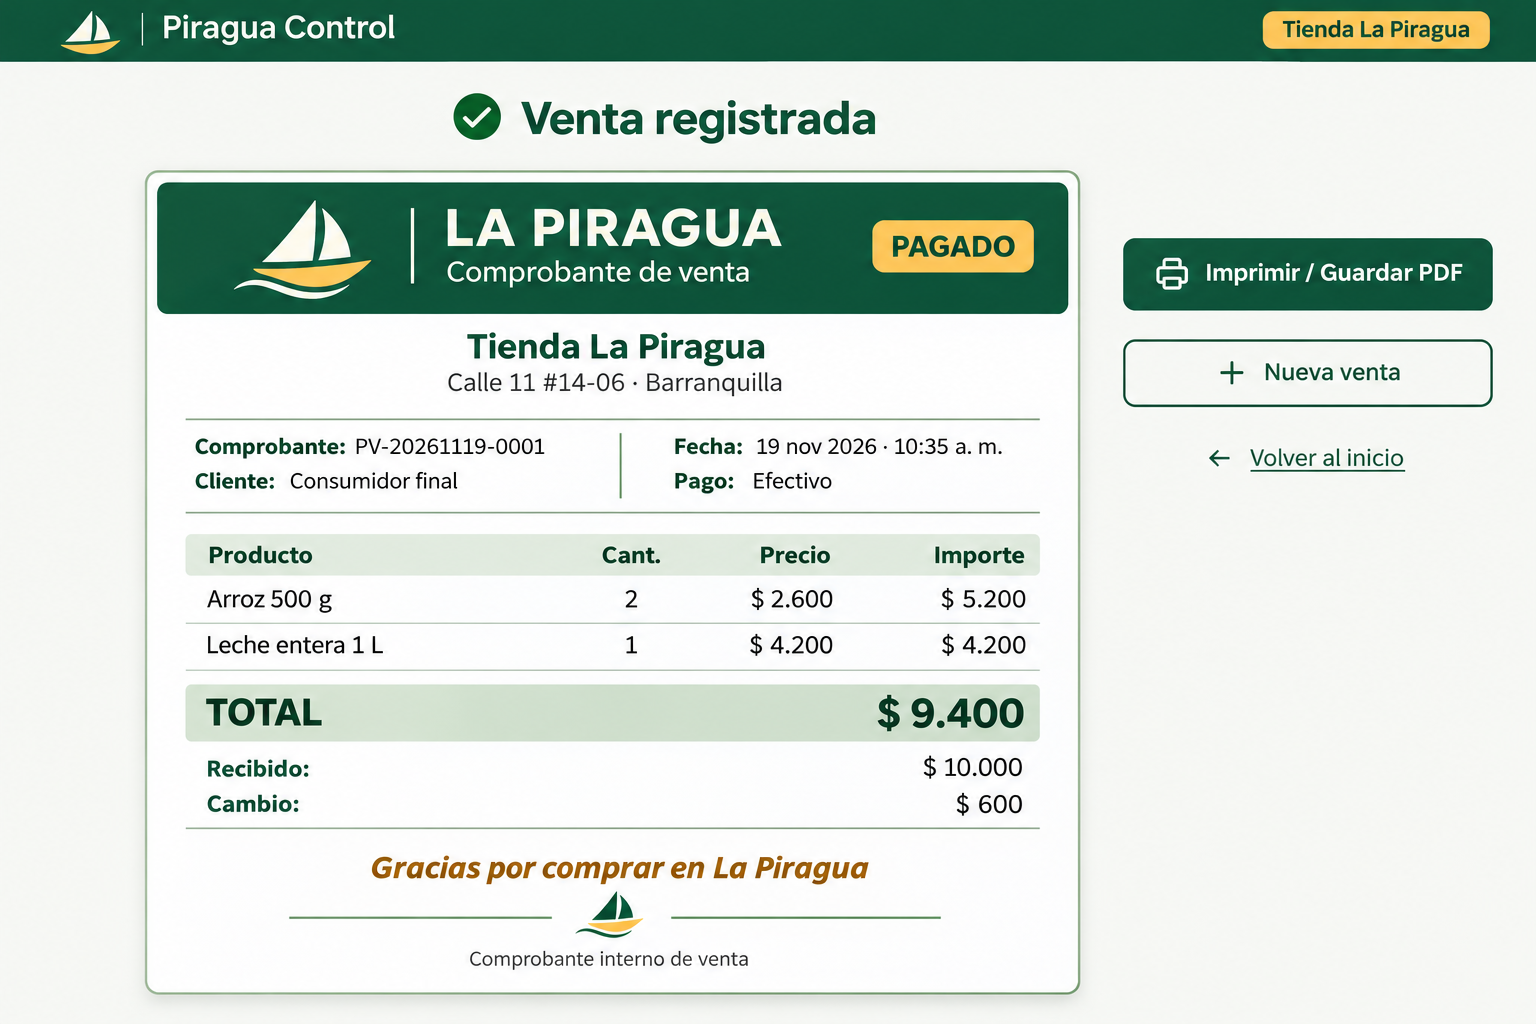 Piragua Control
Tienda La Piragua
Venta registrada
LA PIRAGUA
Comprobante de venta
PAGADO
Tienda La Piragua
Calle 11 #14-06 · Barranquilla
Comprobante: PV-20261119-0001
Cliente: Consumidor final
Fecha: 19 nov 2026 · 10:35 a. m.
Pago: Efectivo
Producto Cant. Precio Importe
Arroz 500 g 2 $ 2.600 $ 5.200
Leche entera 1 L 1 $ 4.200 $ 4.200
TOTAL $ 9.400
Recibido: $ 10.000
Cambio: $ 600
Gracias por comprar en La Piragua
Comprobante interno de venta
Imprimir / Guardar PDF
+ Nueva venta
← Volver al inicio